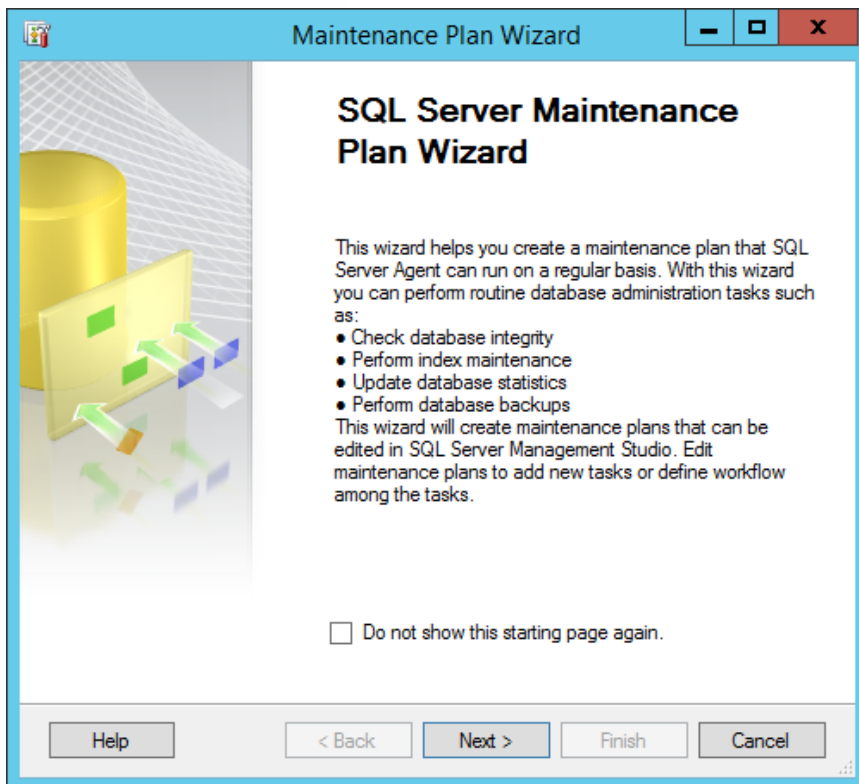 Maintenance Plan Wizard
SQL Server Maintenance
Plan Wizard
This wizard helps you create a maintenance plan that SQL
Server Agent can run on a regular basis. With this wizard
you can perform routine database administration tasks such
as:
● Check database integrity
● Perform index maintenance
● Update database statistics
● Perform database backups
This wizard will create maintenance plans that can be
edited in SQL Server Management Studio. Edit
maintenance plans to add new tasks or define workflow
among the tasks.
Do not show this starting page again.
Help < Back Next > Finish Cancel